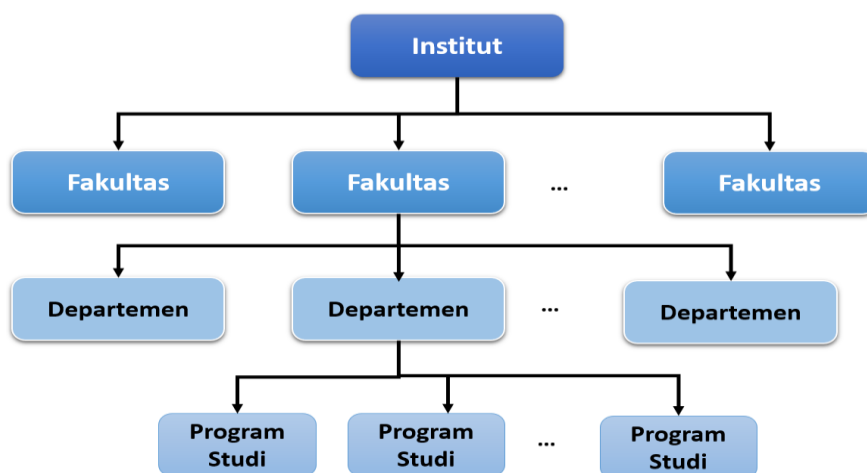 Institut
Fakultas
Fakultas
...
Fakultas
Departemen
Departemen
...
Departemen
Program
Studi
Program
Studi
...
Program
Studi